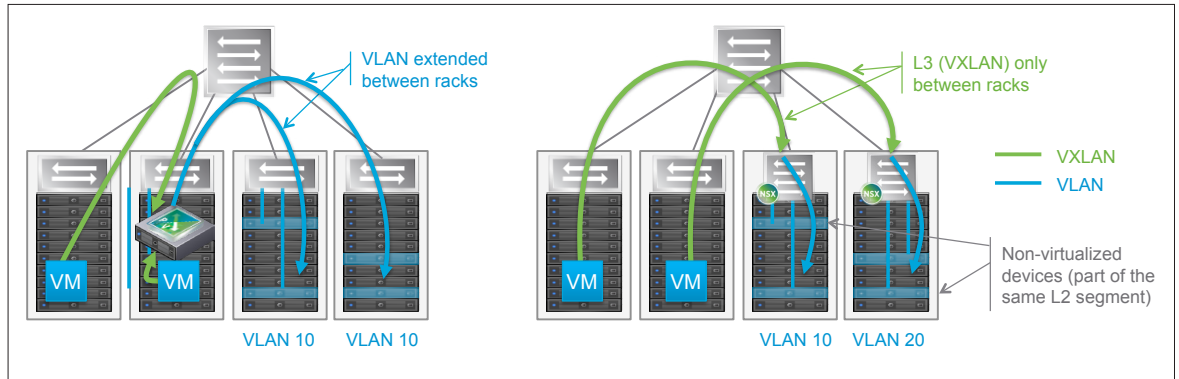 VLAN extended
between racks
VM
VM
VLAN 10
VLAN 10
L3 (VXLAN) only
between racks
NSX
NSX
VM
VM
VLAN 10
VLAN 20
VXLAN
VLAN
Non-virtualized
devices (part of the
same L2 segment)